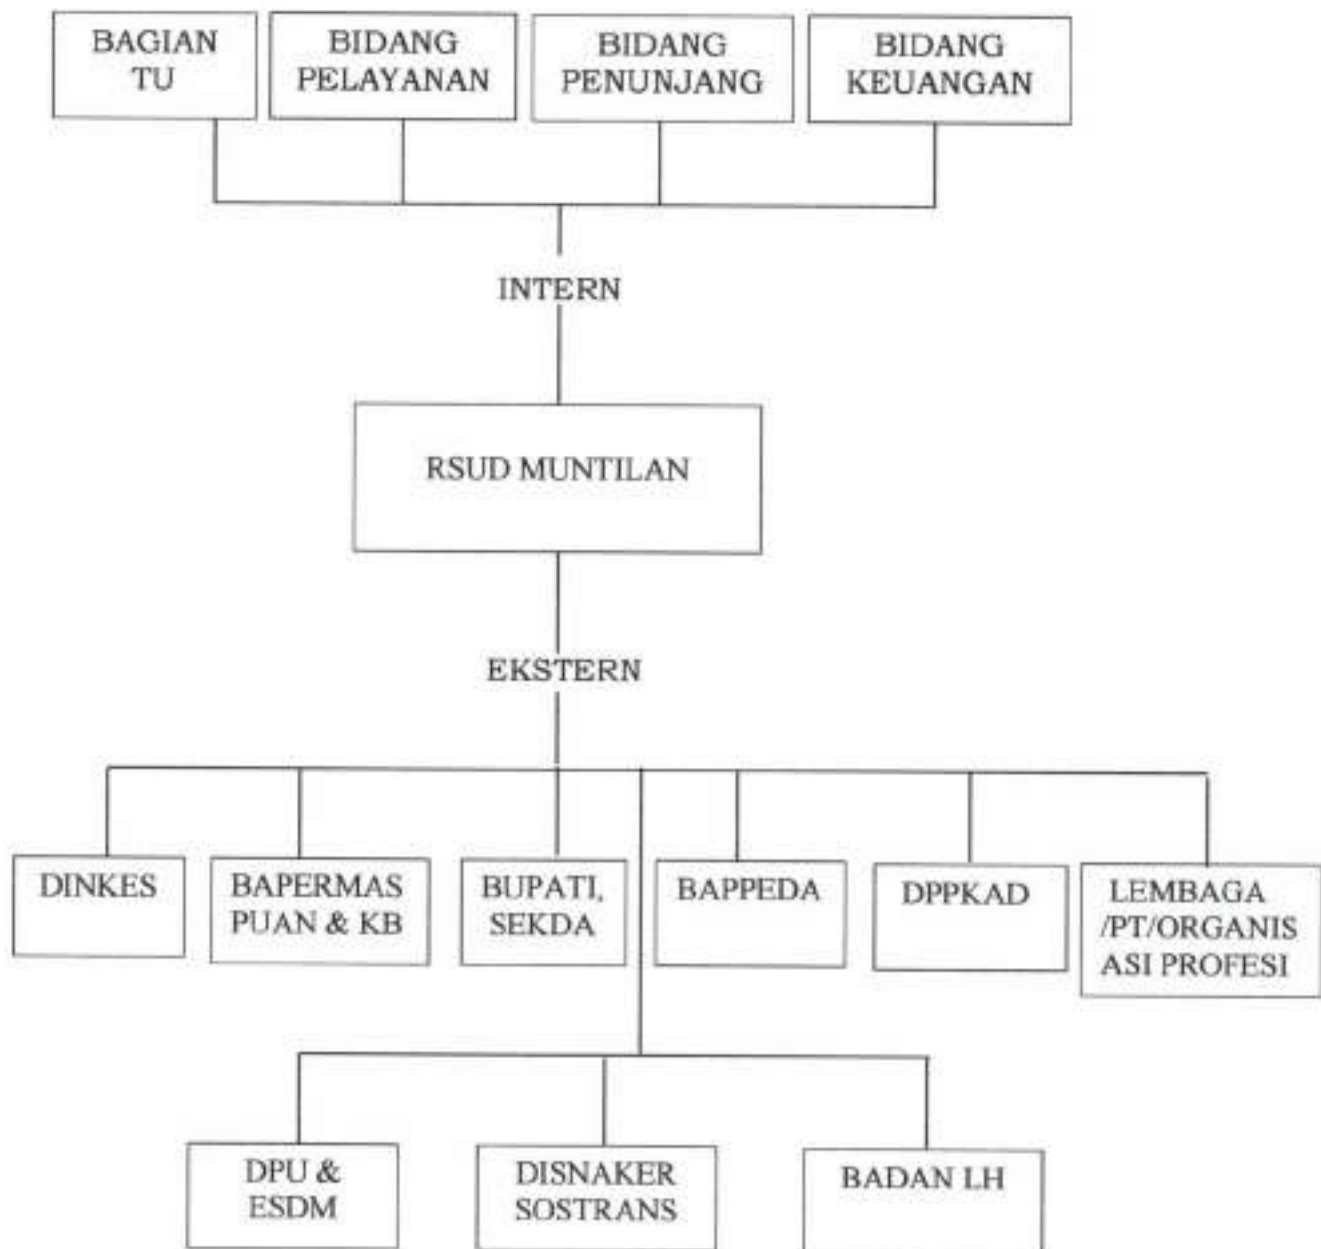 BAGIAN
TU
BIDANG
PELAYANAN
BIDANG
PENUNJANG
BIDANG
KEUANGAN
INTERN
RSUD MUNTILAN
EKSTERN
DINKES
BAPERMAS
PUAN & KB
BUPATI,
SEKDA
BAPPEDA
DPPKAD
LEMBAGA
/PT/ORGANIS
ASI PROFESI
DPU &
ESDM
DISNAKER
SOSTRANS
BADAN LH